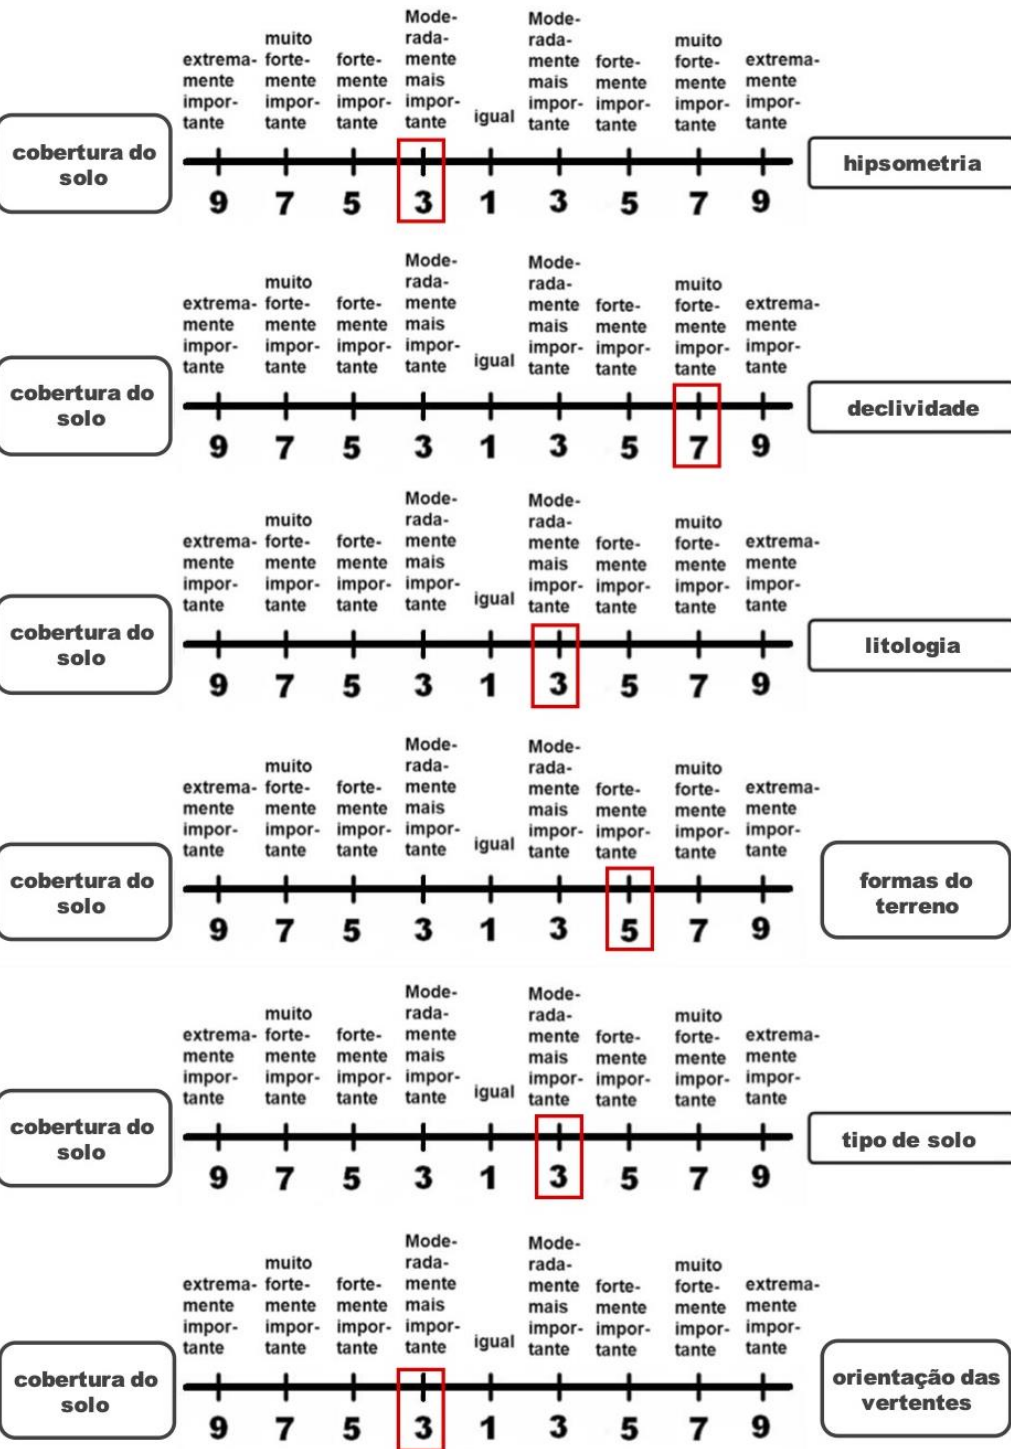 Mode-
rada-
mente
mais
impor-
tante
Mode-
rada-
mente
mais
impor-
tante
muito
forte-
mente
impor-
tante
muito
forte-
mente
impor-
tante
extrema-
mente
impor-
tante
forte-
mente
impor-
tante
igual
forte-
mente
impor-
tante
extrema-
mente
impor-
tante
cobertura do
solo
hipsometria
9 7 5 3 1 3 5 7 9
extrema-
mente
impor-
tante
muito
forte-
mente
impor-
tante
forte-
mente
impor-
tante
Mode-
rada-
mente
mais
impor-
tante
igual
Mode-
rada-
mente
mais
impor-
tante
forte-
mente
impor-
tante
muito
forte-
mente
impor-
tante
extrema-
mente
impor-
tante
cobertura do
solo
declividade
9 7 5 3 1 3 5 7 9
extrema-
mente
impor-
tante
muito
forte-
mente
impor-
tante
forte-
mente
impor-
tante
Mode-
rada-
mente
mais
impor-
tante
igual
Mode-
rada-
mente
mais
impor-
tante
forte-
mente
impor-
tante
muito
forte-
mente
impor-
tante
extrema-
mente
impor-
tante
cobertura do
solo
litologia
9 7 5 3 1 3 5 7 9
extrema-
mente
impor-
tante
muito
forte-
mente
impor-
tante
forte-
mente
impor-
tante
Mode-
rada-
mente
mais
impor-
tante
igual
Mode-
rada-
mente
mais
impor-
tante
forte-
mente
impor-
tante
muito
forte-
mente
impor-
tante
extrema-
mente
impor-
tante
cobertura do
solo
formas do
terreno
9 7 5 3 1 3 5 7 9
extrema-
mente
impor-
tante
muito
forte-
mente
impor-
tante
forte-
mente
impor-
tante
Mode-
rada-
mente
mais
impor-
tante
igual
Mode-
rada-
mente
mais
impor-
tante
forte-
mente
impor-
tante
muito
forte-
mente
impor-
tante
extrema-
mente
impor-
tante
cobertura do
solo
tipo de solo
9 7 5 3 1 3 5 7 9
extrema-
mente
impor-
tante
muito
forte-
mente
impor-
tante
forte-
mente
impor-
tante
Mode-
rada-
mente
mais
impor-
tante
igual
Mode-
rada-
mente
mais
impor-
tante
forte-
mente
impor-
tante
muito
forte-
mente
impor-
tante
extrema-
mente
impor-
tante
cobertura do
solo
orientação das
vertentes
9 7 5 3 1 3 5 7 9